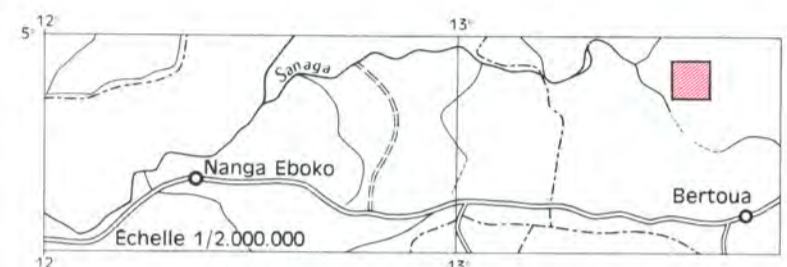 12° 13°
5°
Sanaga
Nanga Eboko
Bertoua
Echelle 1/2.000.000
12 13°